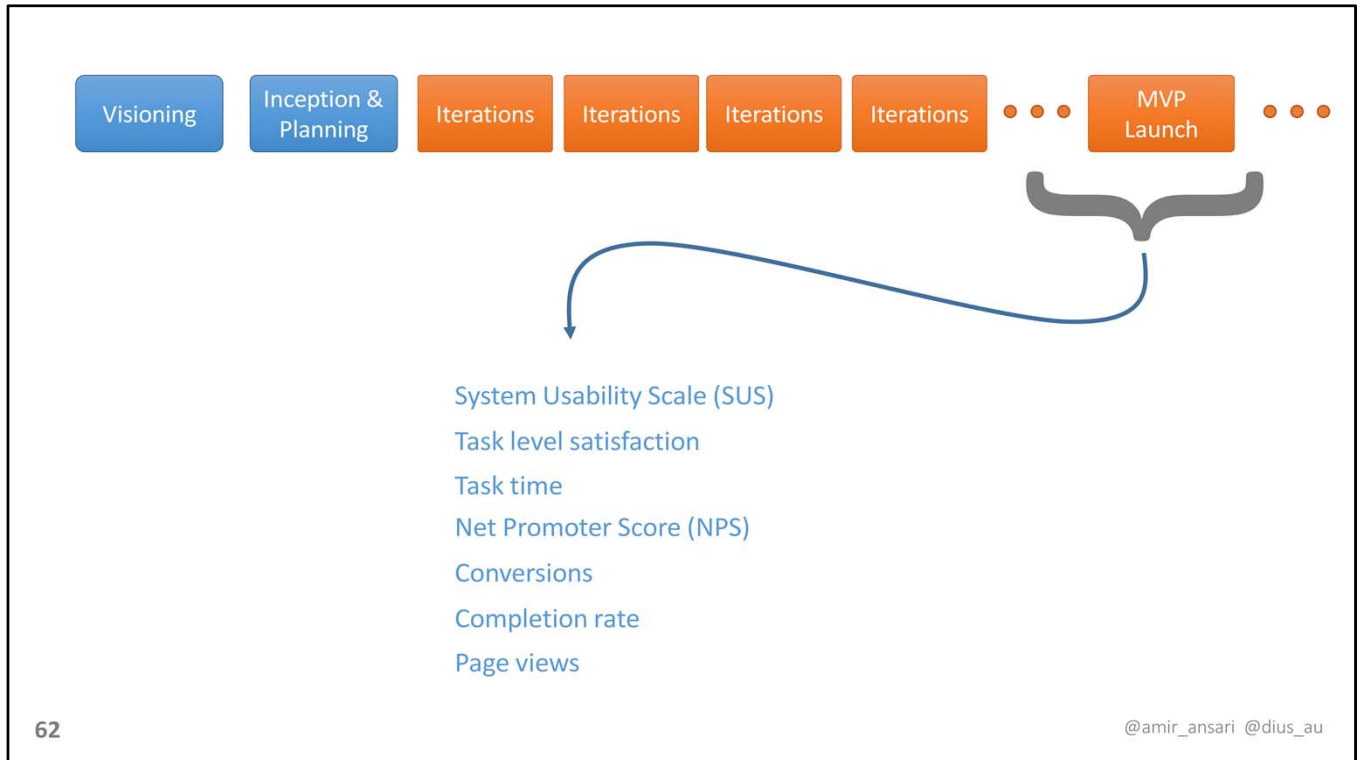 Visioning
Inception &
Planning
Iterations
Iterations
Iterations
Iterations
MVP
Launch
System Usability Scale (SUS)
Task level satisfaction
Task time
Net Promoter Score (NPS)
Conversions
Completion rate
Page views
62
@amir_ansari @dius_au